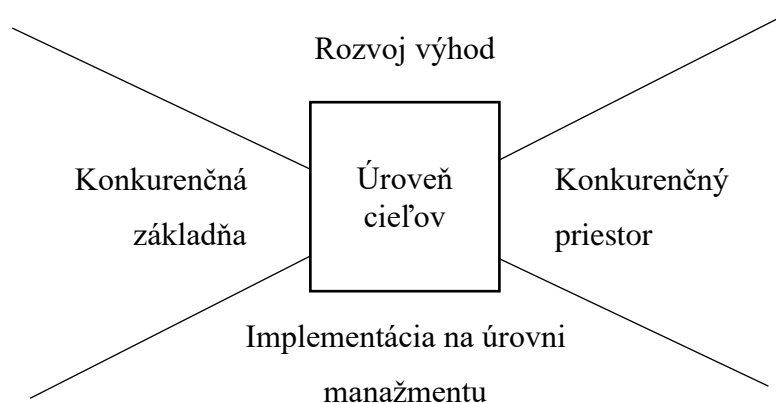 Rozvoj výhod
Konkurenčná
základňa
Úroveň
cieľov
Konkurenčný
priestor
Implementácia na úrovni
manažmentu